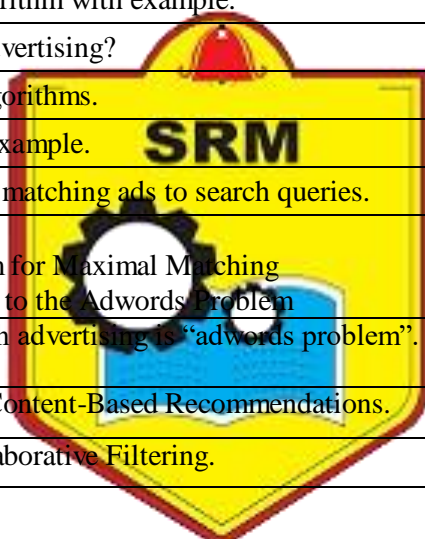 rithm with example.
vertising?
gorithms.
SRM
xample.
matching ads to search queries.
for Maximal Matching
to the Adwords Problem
advertising is “adwords problem”.
Content-Based Recommendations.
aborative Filtering.